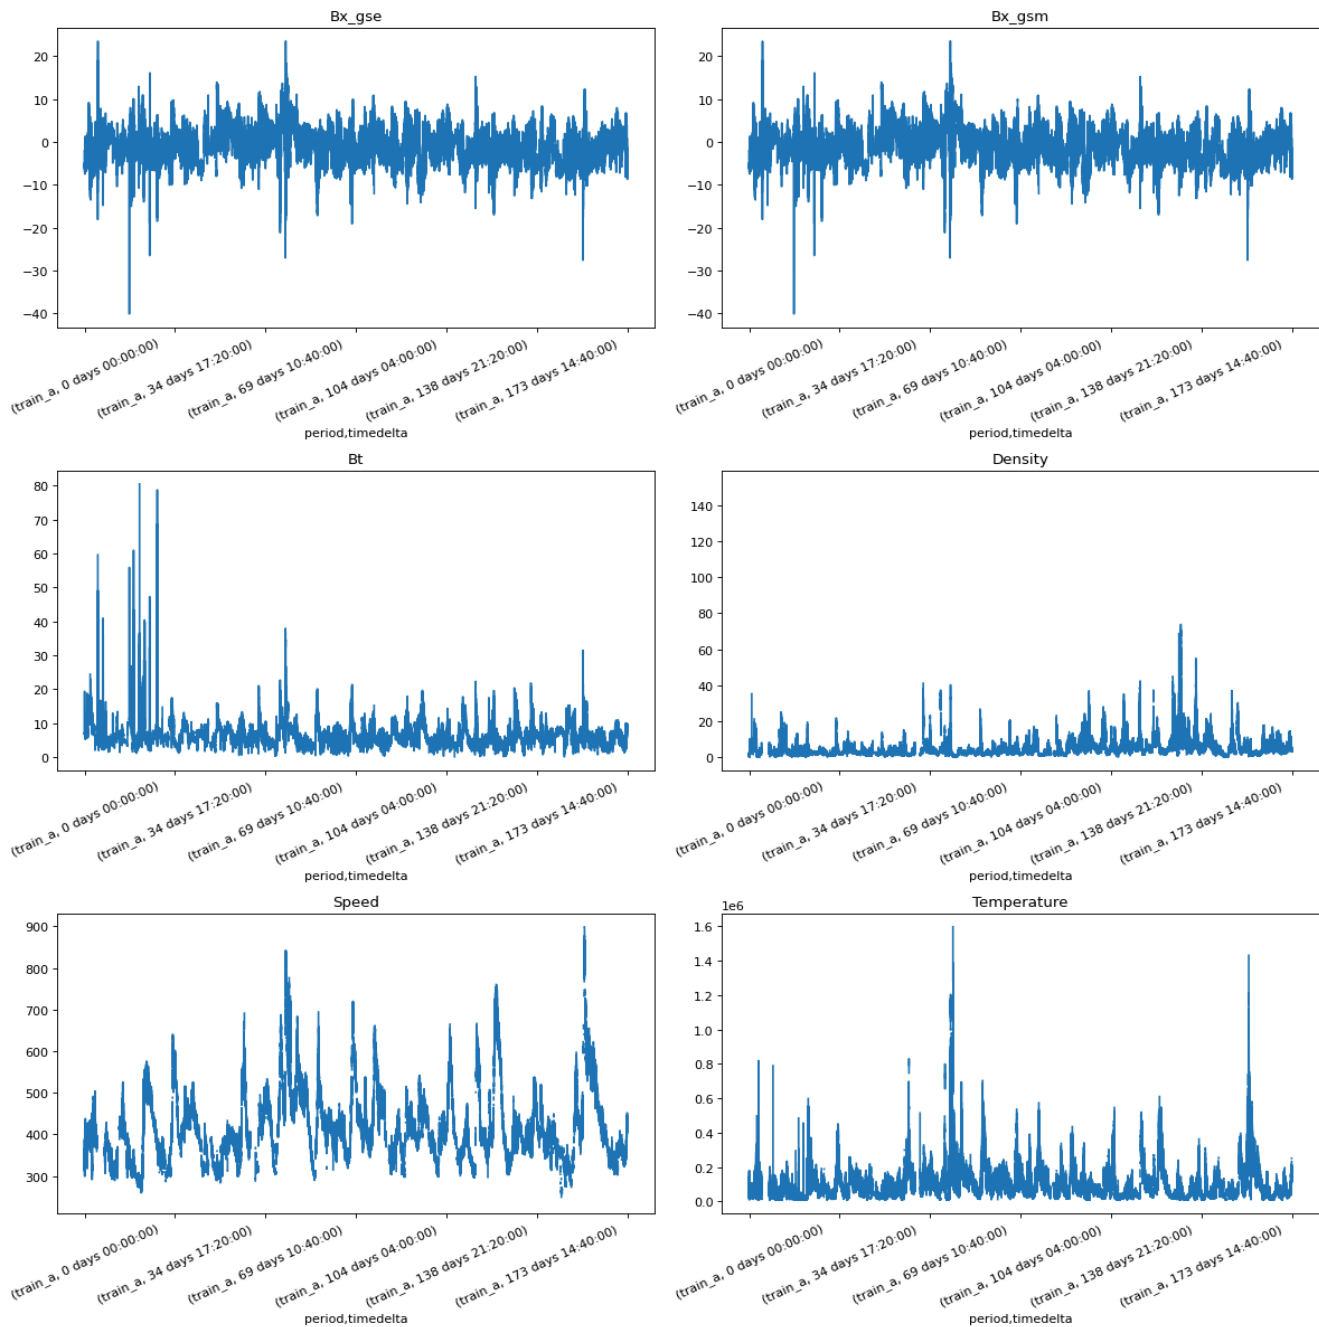 Bx_gse
20
10
0
−10
−20
−30
−40
(train_a, 0 days 00:00:00)
(train_a, 34 days 17:20:00)
(train_a, 69 days 10:40:00)
(train_a, 104 days 04:00:00)
(train_a, 138 days 21:20:00)
(train_a, 173 days 14:40:00)
period,timedelta
Bx_gsm
20
10
0
−10
−20
−30
−40
(train_a, 0 days 00:00:00)
(train_a, 34 days 17:20:00)
(train_a, 69 days 10:40:00)
(train_a, 104 days 04:00:00)
(train_a, 138 days 21:20:00)
(train_a, 173 days 14:40:00)
period,timedelta
Bt
80
70
60
50
40
30
20
10
0
(train_a, 0 days 00:00:00)
(train_a, 34 days 17:20:00)
(train_a, 69 days 10:40:00)
(train_a, 104 days 04:00:00)
(train_a, 138 days 21:20:00)
(train_a, 173 days 14:40:00)
period,timedelta
Density
140
120
100
80
60
40
20
0
(train_a, 0 days 00:00:00)
(train_a, 34 days 17:20:00)
(train_a, 69 days 10:40:00)
(train_a, 104 days 04:00:00)
(train_a, 138 days 21:20:00)
(train_a, 173 days 14:40:00)
period,timedelta
Speed
900
800
700
600
500
400
300
(train_a, 0 days 00:00:00)
(train_a, 34 days 17:20:00)
(train_a, 69 days 10:40:00)
(train_a, 104 days 04:00:00)
(train_a, 138 days 21:20:00)
(train_a, 173 days 14:40:00)
period,timedelta
Temperature
1e6
1.6
1.4
1.2
1.0
0.8
0.6
0.4
0.2
0.0
(train_a, 0 days 00:00:00)
(train_a, 34 days 17:20:00)
(train_a, 69 days 10:40:00)
(train_a, 104 days 04:00:00)
(train_a, 138 days 21:20:00)
(train_a, 173 days 14:40:00)
period,timedelta